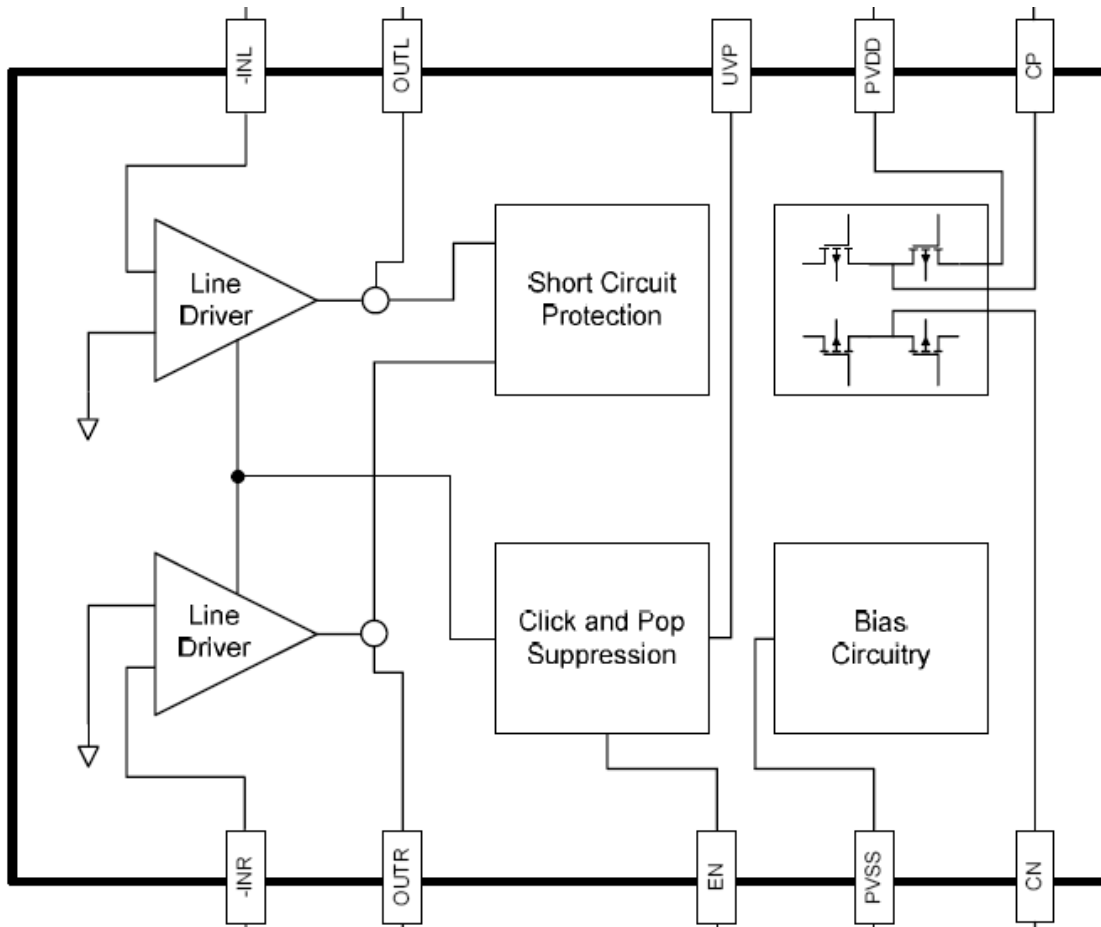 -INL
OUTL
UVP
PVDD
CP
Line
Driver
Short Circuit
Protection
Line
Driver
Click and Pop
Suppression
Bias
Circuitry
-INR
OUTR
EN
PVSS
CN